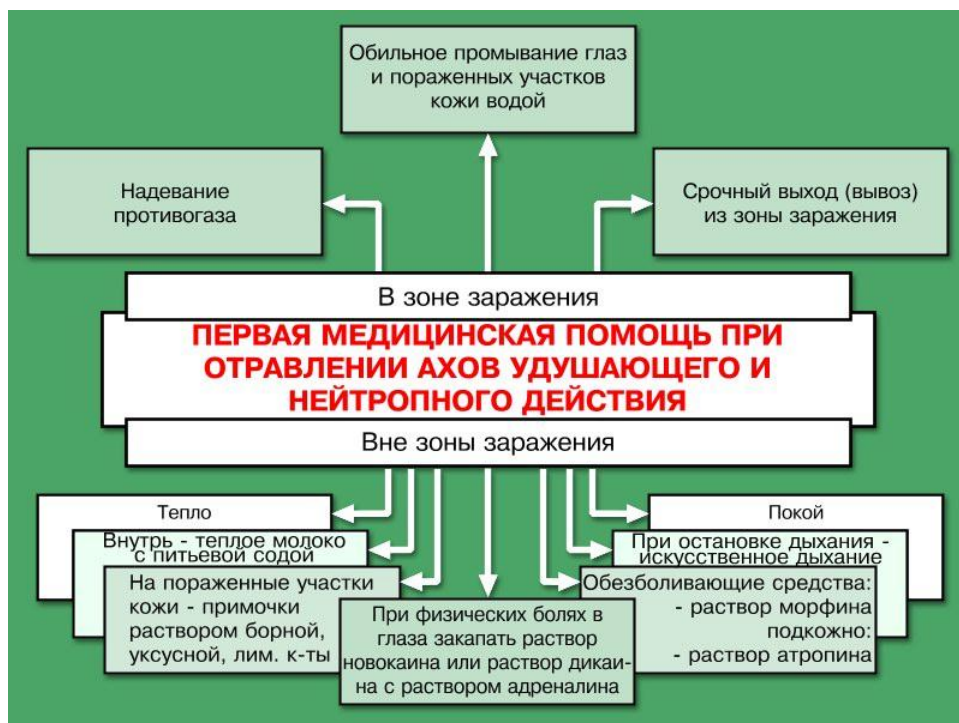 Обильное промывание глаз
и пораженных участков
кожи водой
Надевание
противогаза
Срочный выход (вывоз)
из зоны заражения
В зоне заражения
ПЕРВАЯ МЕДИЦИНСКАЯ ПОМОЩЬ ПРИ
ОТРАВЛЕНИИ АХОВ УДУШАЮЩЕГО И
НЕЙТРОПНОГО ДЕЙСТВИЯ
Вне зоны заражения
Тепло
Внутрь - теплое молоко
с питьевой содой
На пораженные участки
кожи - примочки
раствором борной,
уксусной, лим. к-ты
При физических болях в
глаза закапать раствор
новокаина или раствор дикаи-
на с раствором адреналина
Покой
При остановке дыхания -
искусственное дыхание
Обезболивающие средства:
- раствор морфина
подкожно:
- раствор атропина